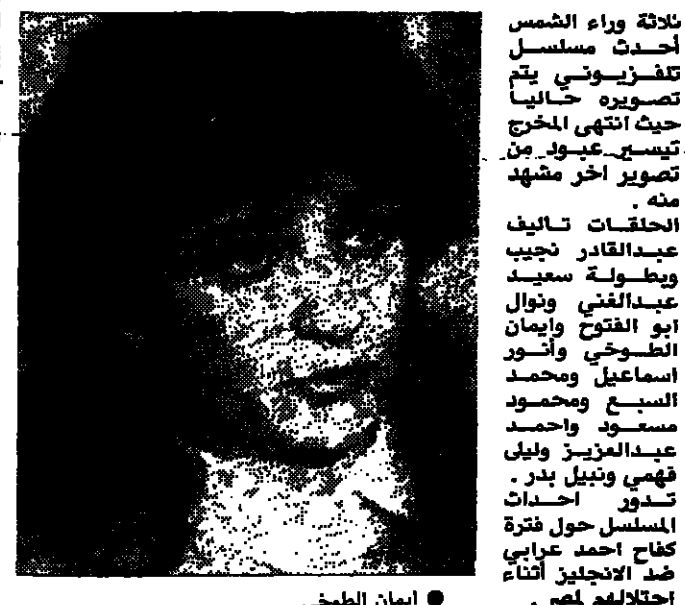 ثلاثة وراء الشمس
أحدث مسلسل
تلفزيوني يتم
تصويره حاليا
حيث انتهى المخرج
تيسير عبود من
تصوير اخر مشهد
منه .
الحلقات تاليف
عبدالقادر نجيب
وبطولة سعيد
عبدالغني ونوال
ابو الفتوح وايمان
الطوخي وأنور
اسماعيل ومحمد
السبع ومحمود
مسعود واحمد
عبدالعزيز وليلى
فهمي ونبيل بدر .
تدور احداث
المسلسل حول فترة
كفاح احمد عرابي
ضد الانجليز أثناء
احتلالهم لمصر .
● ايمان الطوخي